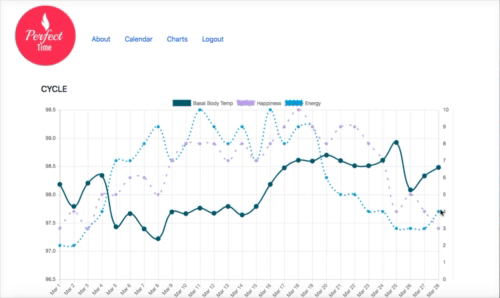 Perfect
time
About Calendar Charts Logout
CYCLE
Basal Body Temp Happiness Energy
99.5 10
9
99.0 8
7
98.5 6
98.0 5
4
97.5 3
2
97.0 1
96.5 0
Mar 1 Mar 2 Mar 3 Mar 4 Mar 5 Mar 6 Mar 7 Mar 8 Mar 9 Mar 10 Mar 11 Mar 12 Mar 13 Mar 14 Mar 15 Mar 16 Mar 17 Mar 18 Mar 19 Mar 20 Mar 21 Mar 22 Mar 23 Mar 24 Mar 25 Mar 26 Mar 27 Mar 28